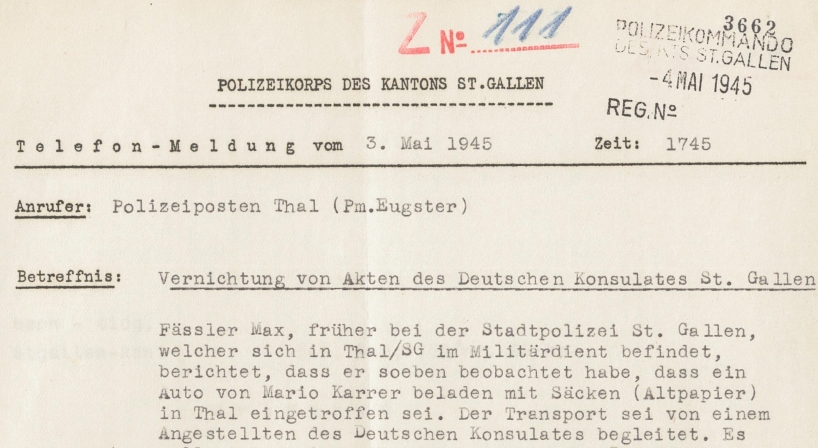 Z Nº 111
3662
POLIZEIKOMMANDO
DES KTS ST.GALLEN
-4. MAI 1945
REG. Nº
POLIZEIKORPS DES KANTONS ST.GALLEN
Telefon-Meldung vom 3. Mai 1945 Zeit: 1745
Anrufer: Polizeiposten Thal (Pm.Eugster)
Betreffnis: Vernichtung von Akten des Deutschen Konsulates St. Gallen
Fässler Max, früher bei der Stadtpolizei St. Gallen,
welcher sich in Thal/SG im Militärdient befindet,
berichtet, dass er soeben beobachtet habe, dass ein
Auto von Mario Karrer beladen mit Säcken (Altpapier)
in Thal eingetroffen sei. Der Transport sei von einem
Angestellten des Deutschen Konsulates begleitet. Es